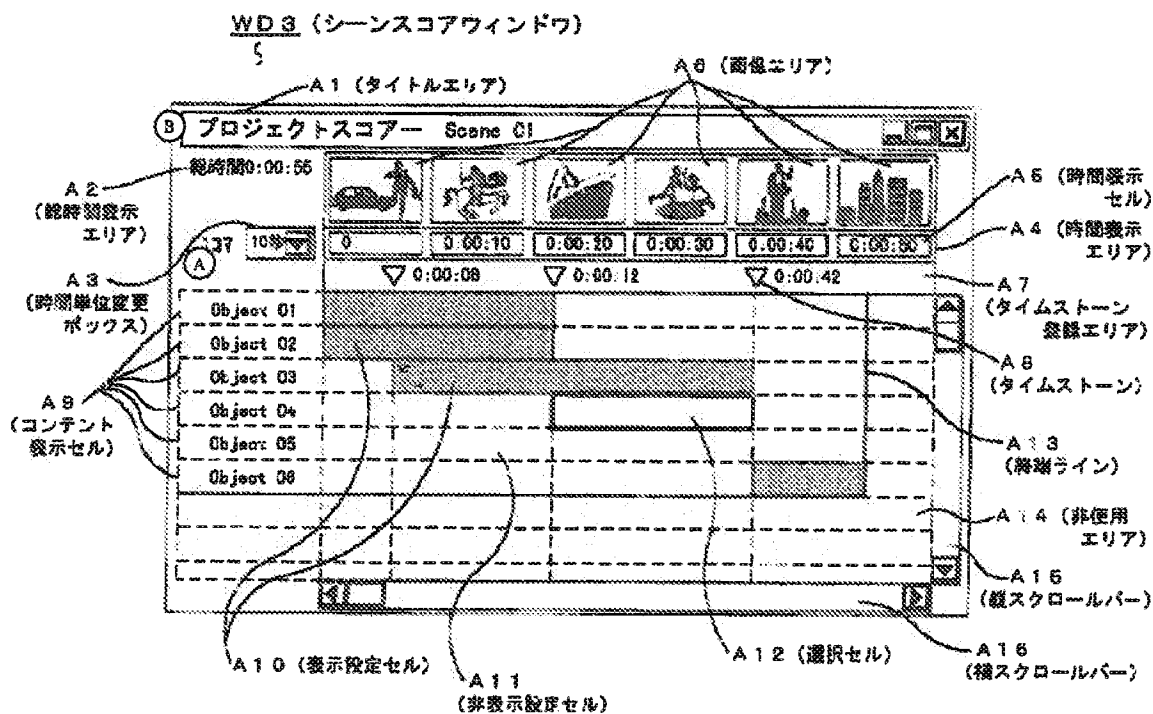 WD3 (シーンスコアウィンドウ)
A1 (タイトルエリア)
A6 (画像エリア)
B プロジェクトスコアー Scene 01
総時間0:00:55
A2
(総時間表示
エリア)
A5 (時間表示
セル)
A4 (時間表示
エリア)
10秒
0 0:00:10 0:00:20 0:00:30 0:00:40 0:00:50
A
A3
(時間単位変更
ボックス)
0:00:08 0:00:12 0:00:42
A7
(タイムストーン
登録エリア)
Object 01
Object 02
Object 03
Object 04
Object 05
Object 06
A8
(タイムストーン)
A9
(コンテント
表示セル)
A13
(終端ライン)
A14 (非使用
エリア)
A15
(縦スクロールバー)
A10 (表示設定セル)
A11
(非表示設定セル)
A12 (選択セル)
A16
(横スクロールバー)